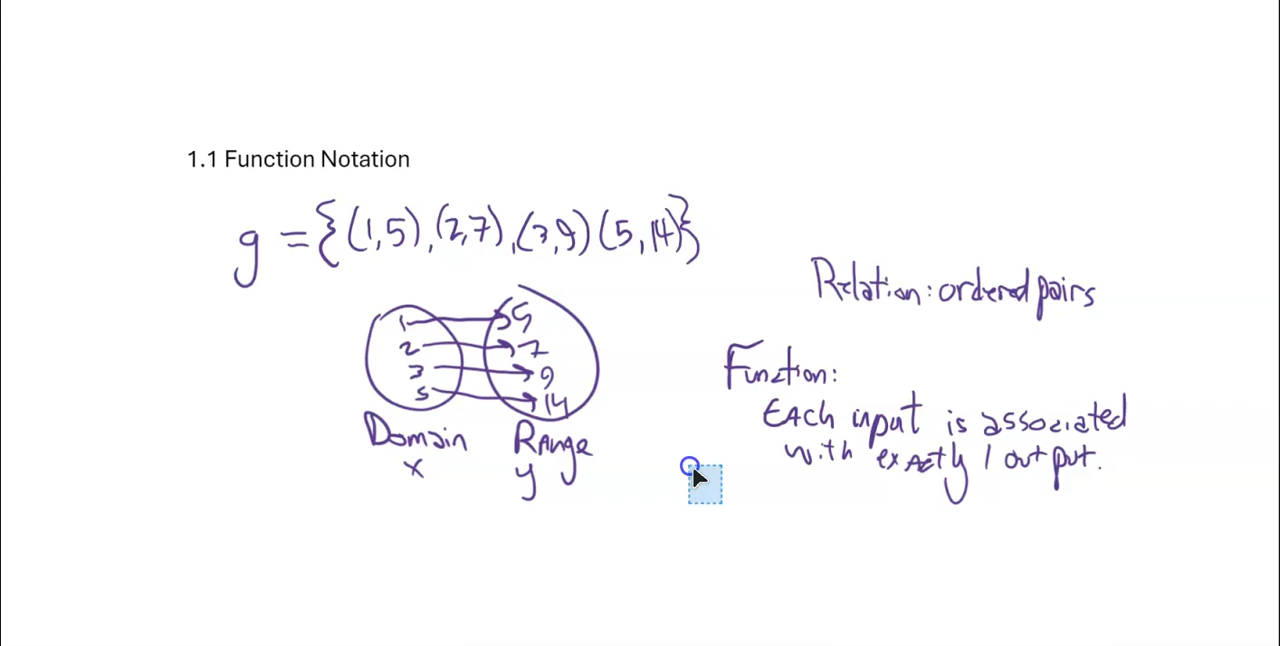 1.1 Function Notation
g = {(1,5),(2,7),(3,9)(5,14)}
Relation: ordered pairs
1 5
2 7
3 9
5 14
Domain Range
x y
Function:
Each input is associated
with exactly 1 output.